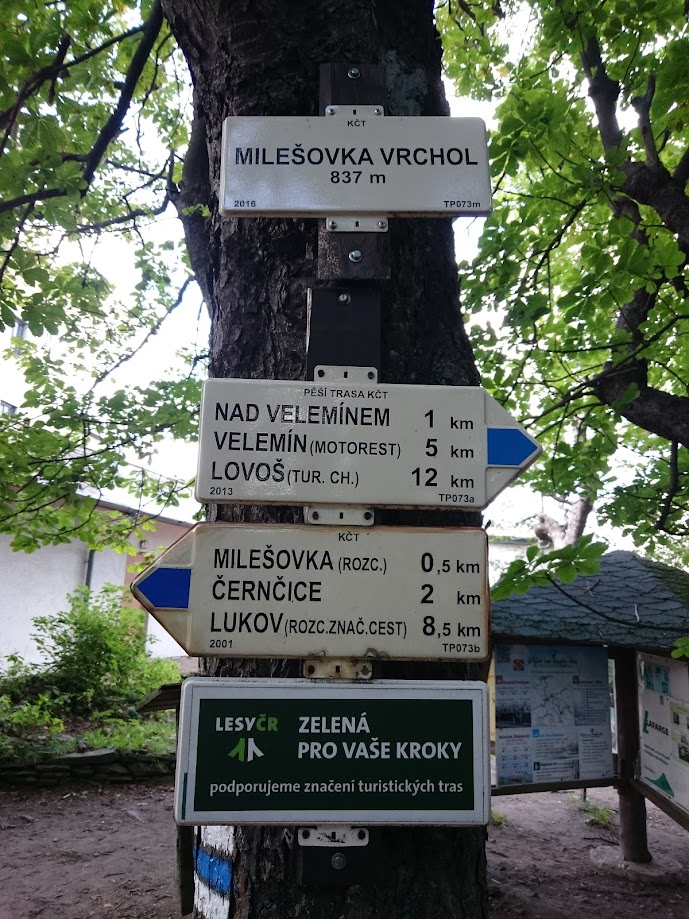 KČT
MILEŠOVKA VRCHOL
837 m
2016 TP073m
PĚŠÍ TRASA KČT
NAD VELEMÍNEM 1 km
VELEMÍN (MOTOREST) 5 km
LOVOŠ (TUR. CH.) 12 km
2013 TP073a
KČT
MILEŠOVKA (ROZC.) 0,5 km
ČERNČICE 2 km
LUKOV (ROZC.ZNAČ.CEST) 8,5 km
2001 TP073b
LESY ČR
ZELENÁ
PRO VAŠE KROKY
podporujeme značení turistických tras
LAFARGE